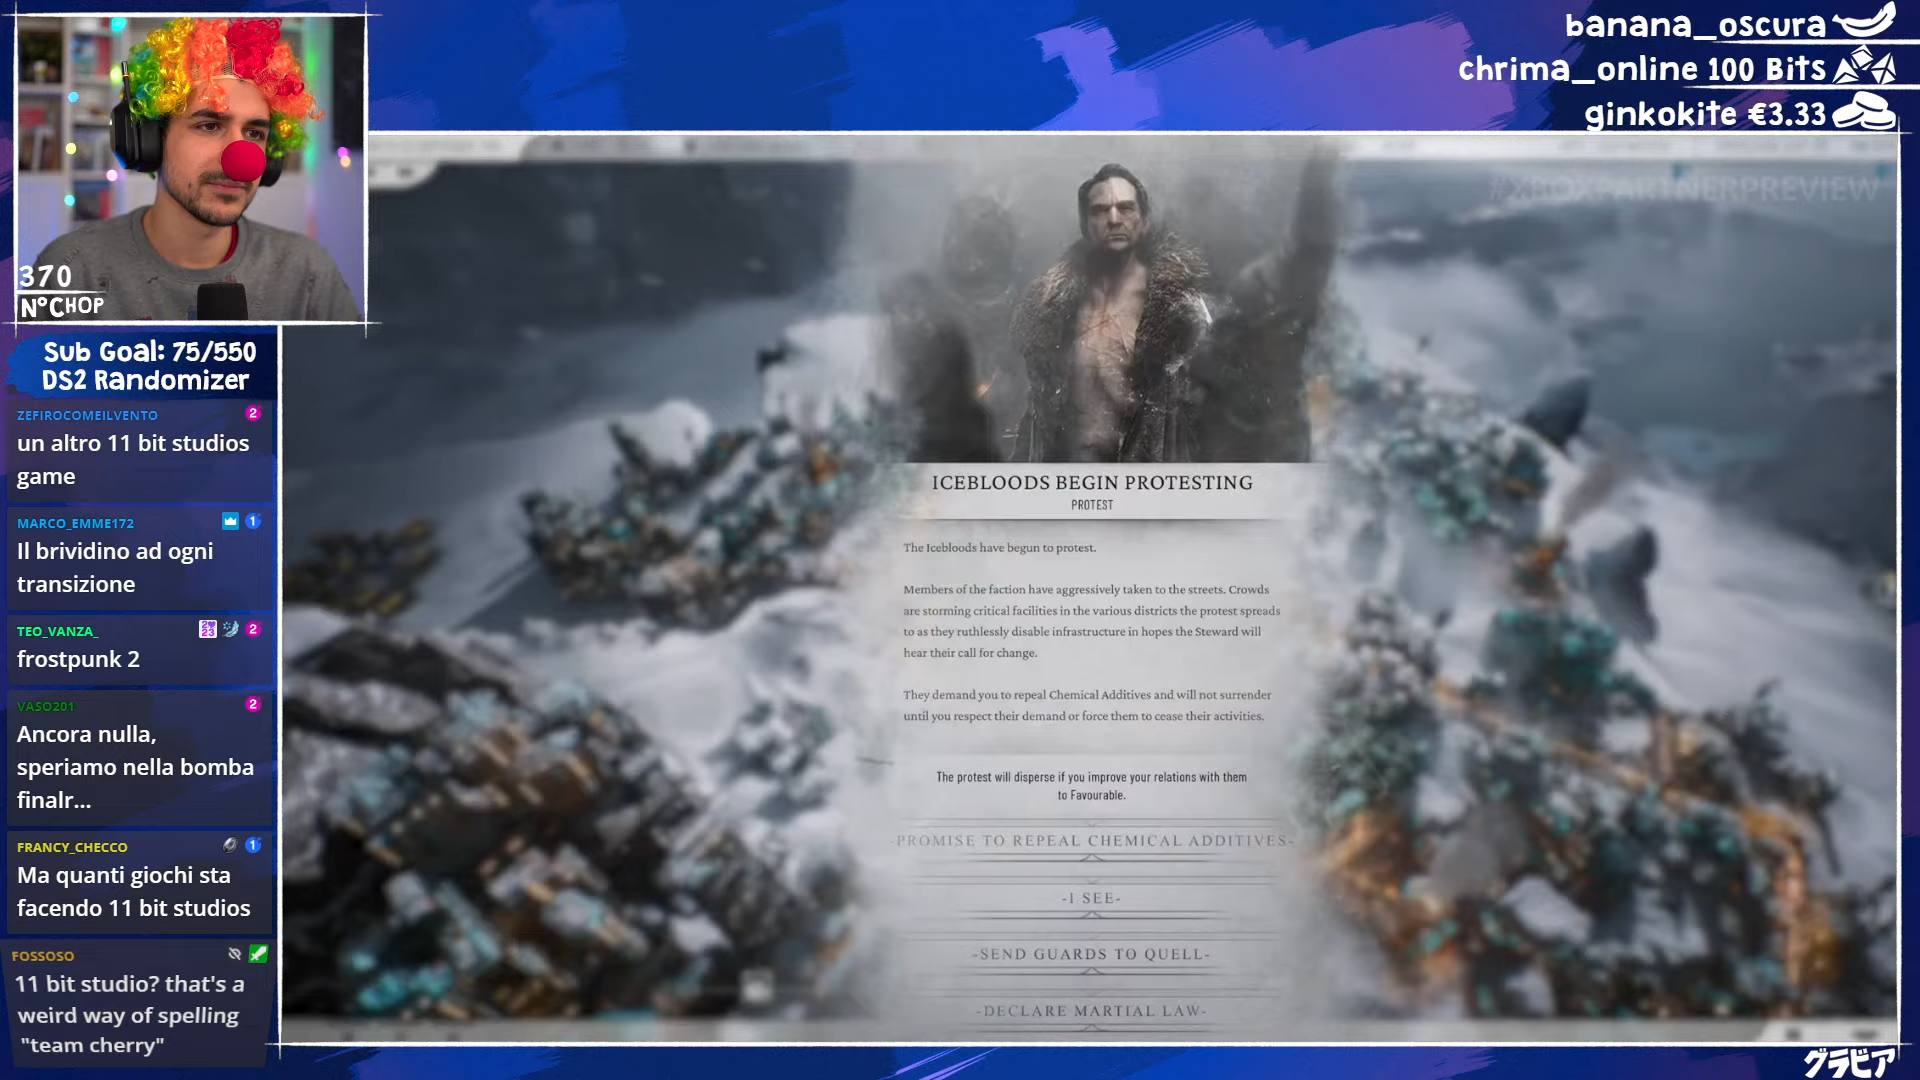 banana_oscura
chrima_online 100 Bits
ginkokite €3.33
#XBOXPARTNERPREVIEW
370
N°CHOP
Sub Goal: 75/550
DS2 Randomizer
ZEFIROCOMEILVENTO 2
un altro 11 bit studios
game
MARCO_EMME172 1
Il brividino ad ogni
transizione
TEO_VANZA_ 2
frostpunk 2
VASO201 2
Ancora nulla,
speriamo nella bomba
finalr...
FRANCY_CHECCO 1
Ma quanti giochi sta
facendo 11 bit studios
FOSSOSO
11 bit studio? that's a
weird way of spelling
"team cherry"
ICEBLOODS BEGIN PROTESTING
PROTEST
The Icebloods have begun to protest.
Members of the faction have aggressively taken to the streets. Crowds
are storming critical facilities in the various districts the protest spreads
to as they ruthlessly disable infrastructure in hopes the Steward will
hear their call for change.
They demand you to repeal Chemical Additives and will not surrender
until you respect their demand or force them to cease their activities.
The protest will disperse if you improve your relations with them
to Favourable.
-PROMISE TO REPEAL CHEMICAL ADDITIVES-
-I SEE-
-SEND GUARDS TO QUELL-
-DECLARE MARTIAL LAW-
グラビア